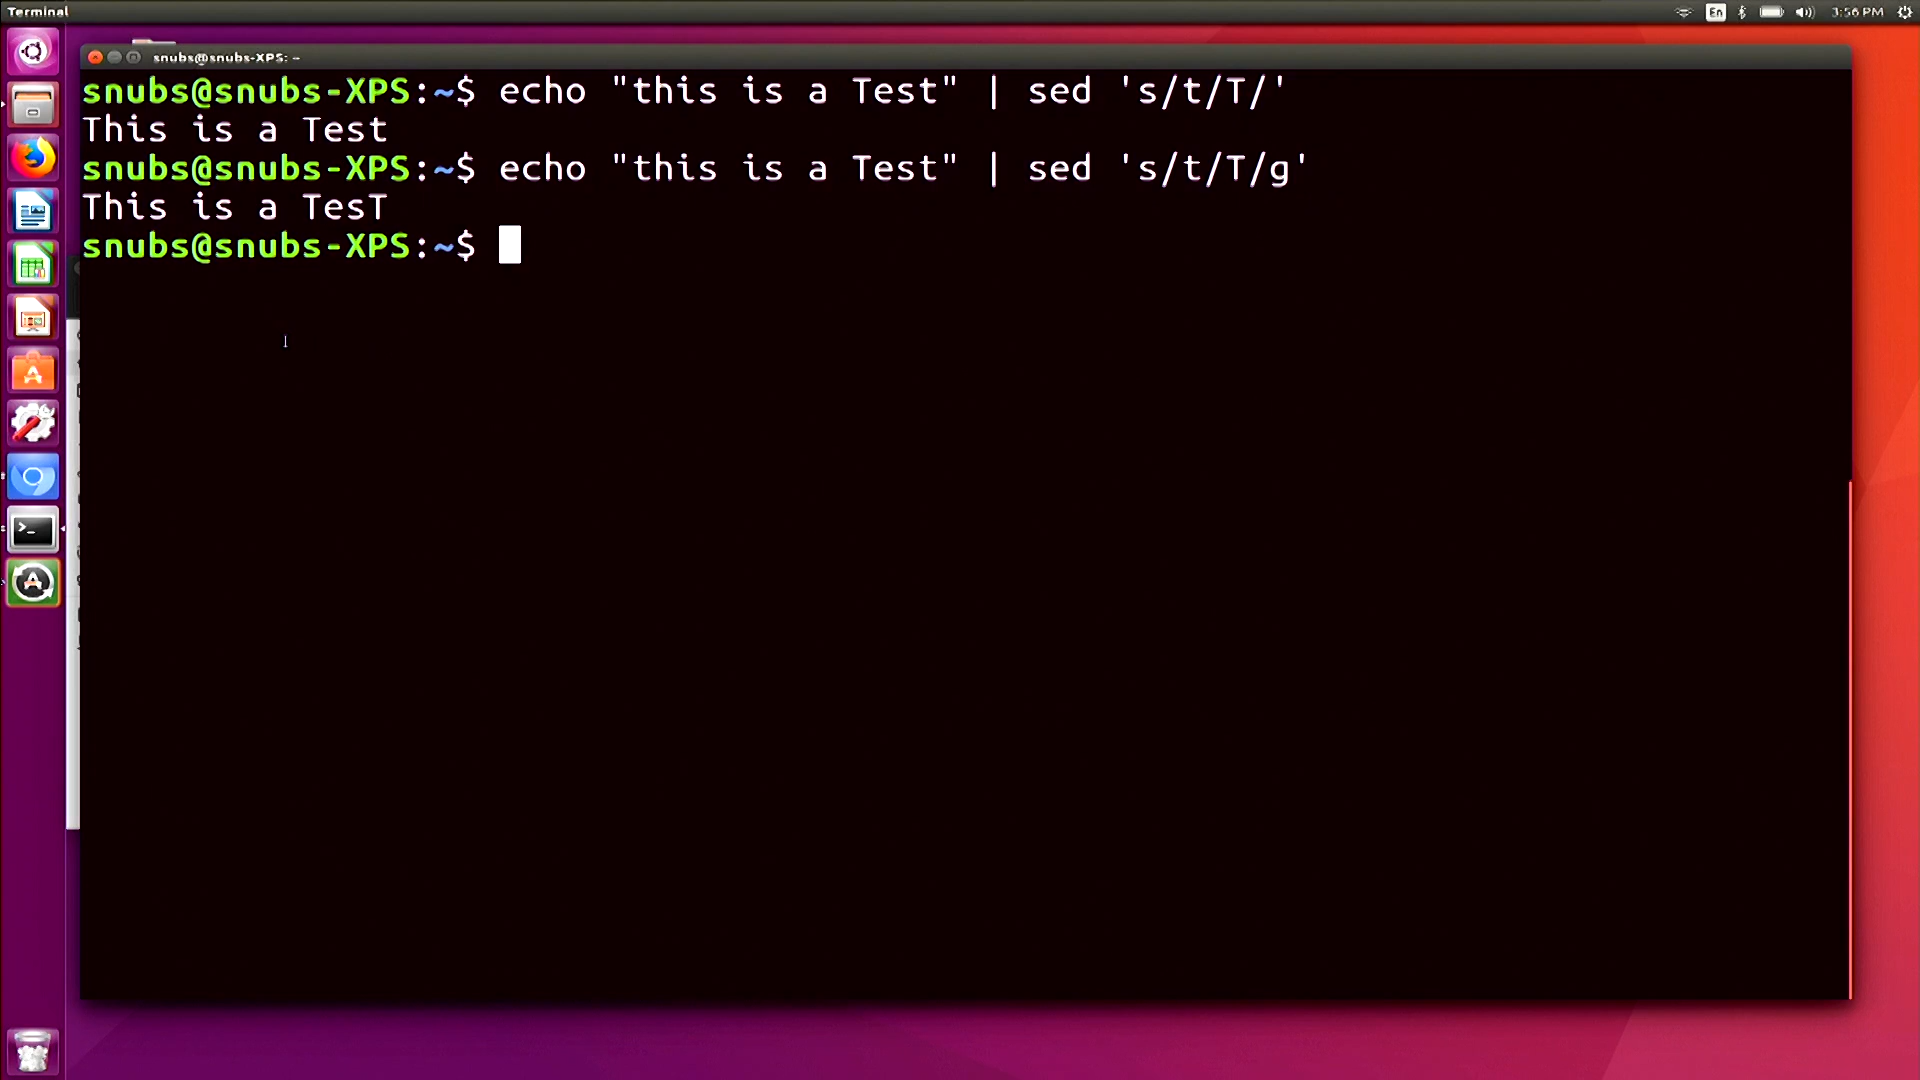 Terminal
En
3:56 PM
snubs@snubs-XPS: ~
snubs@snubs-XPS:~$ echo "this is a Test" | sed 's/t/T/'
This is a Test
snubs@snubs-XPS:~$ echo "this is a Test" | sed 's/t/T/g'
This is a TesT
snubs@snubs-XPS:~$